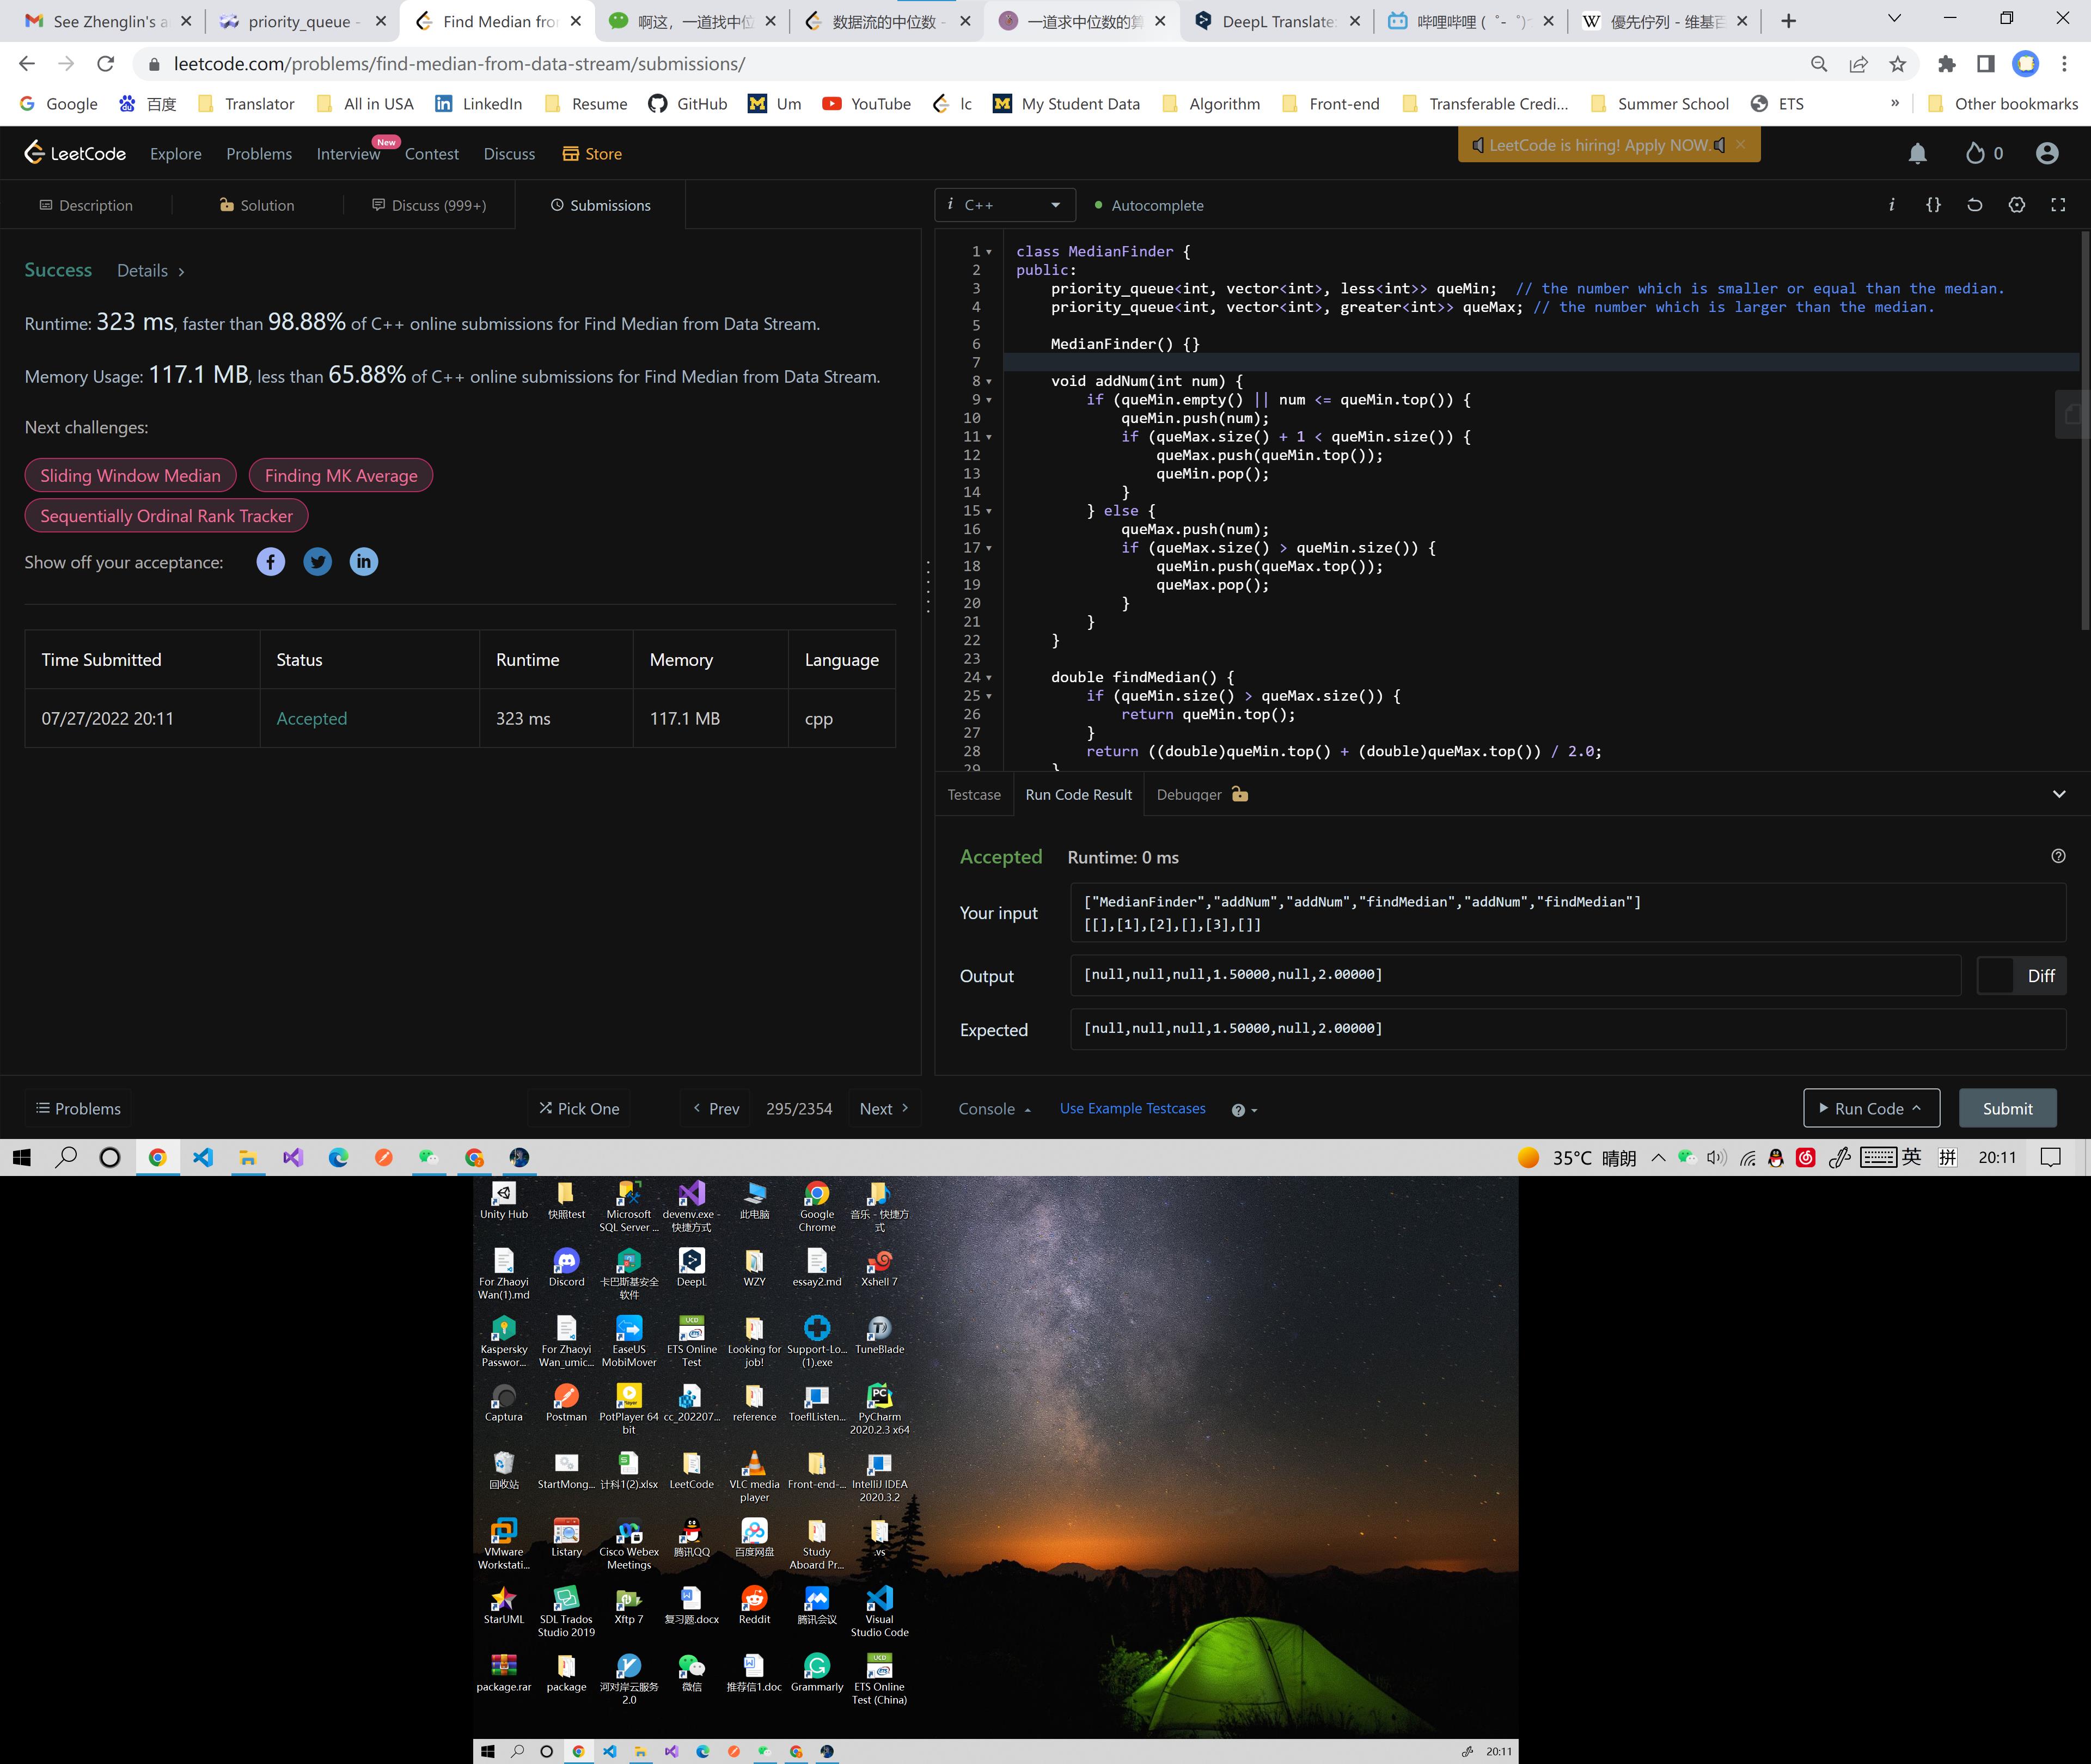 See Zhenglin's a
priority_queue -
Find Median fron
啊这，一道找中位
数据流的中位数 -
一道求中位数的算
DeepL Translate:
哔哩哔哩 (゜-゜)つ
優先佇列 - 维基百
leetcode.com/problems/find-median-from-data-stream/submissions/
Google
百度
Translator
All in USA
LinkedIn
Resume
GitHub
Um
YouTube
lc
My Student Data
Algorithm
Front-end
Transferable Credi...
Summer School
ETS
»
Other bookmarks
LeetCode
Explore
Problems
Interview
New
Contest
Discuss
Store
LeetCode is hiring! Apply NOW.
0
Description
Solution
Discuss (999+)
Submissions
i C++
Autocomplete
Success Details >
Runtime: 323 ms, faster than 98.88% of C++ online submissions for Find Median from Data Stream.
Memory Usage: 117.1 MB, less than 65.88% of C++ online submissions for Find Median from Data Stream.
Next challenges:
Sliding Window Median
Finding MK Average
Sequentially Ordinal Rank Tracker
Show off your acceptance:
Time Submitted Status Runtime Memory Language
07/27/2022 20:11 Accepted 323 ms 117.1 MB cpp
1 class MedianFinder {
2 public:
3 priority_queue<int, vector<int>, less<int>> queMin; // the number which is smaller or equal than the median.
4 priority_queue<int, vector<int>, greater<int>> queMax; // the number which is larger than the median.
5
6 MedianFinder() {}
7
8 void addNum(int num) {
9 if (queMin.empty() || num <= queMin.top()) {
10 queMin.push(num);
11 if (queMax.size() + 1 < queMin.size()) {
12 queMax.push(queMin.top());
13 queMin.pop();
14 }
15 } else {
16 queMax.push(num);
17 if (queMax.size() > queMin.size()) {
18 queMin.push(queMax.top());
19 queMax.pop();
20 }
21 }
22 }
23
24 double findMedian() {
25 if (queMin.size() > queMax.size()) {
26 return queMin.top();
27 }
28 return ((double)queMin.top() + (double)queMax.top()) / 2.0;
29 }
Testcase
Run Code Result
Debugger
Accepted Runtime: 0 ms
Your input
["MedianFinder","addNum","addNum","findMedian","addNum","findMedian"]
[[],[1],[2],[],[3],[]]
Output
[null,null,null,1.50000,null,2.00000]
Diff
Expected
[null,null,null,1.50000,null,2.00000]
Problems
Pick One
Prev
295/2354
Next
Console
Use Example Testcases
Run Code
Submit
35°C 晴朗
英
拼
20:11
Unity Hub
快照test
Microsoft
SQL Server ...
devenv.exe -
快捷方式
此电脑
Google
Chrome
音乐 - 快捷方
式
For Zhaoyi
Wan(1).md
Discord
卡巴斯基安全
软件
DeepL
WZY
essay2.md
Xshell 7
Kaspersky
Passwor...
For Zhaoyi
Wan_umic...
EaseUS
MobiMover
ETS Online
Test
Looking for
job!
Support-Lo...
(1).exe
TuneBlade
Captura
Postman
PotPlayer 64
bit
cc_202207...
reference
ToeflListen...
PyCharm
2020.2.3 x64
回收站
StartMong...
计科1(2).xlsx
LeetCode
VLC media
player
Front-end-...
IntelliJ IDEA
2020.3.2
VMware
Workstati...
Listary
Cisco Webex
Meetings
腾讯QQ
百度网盘
Study
Aboard Pr...
.vs
StarUML
SDL Trados
Studio 2019
Xftp 7
复习题.docx
Reddit
腾讯会议
Visual
Studio Code
package.rar
package
河对岸云服务
2.0
微信
推荐信1.doc
Grammarly
ETS Online
Test (China)
20:11